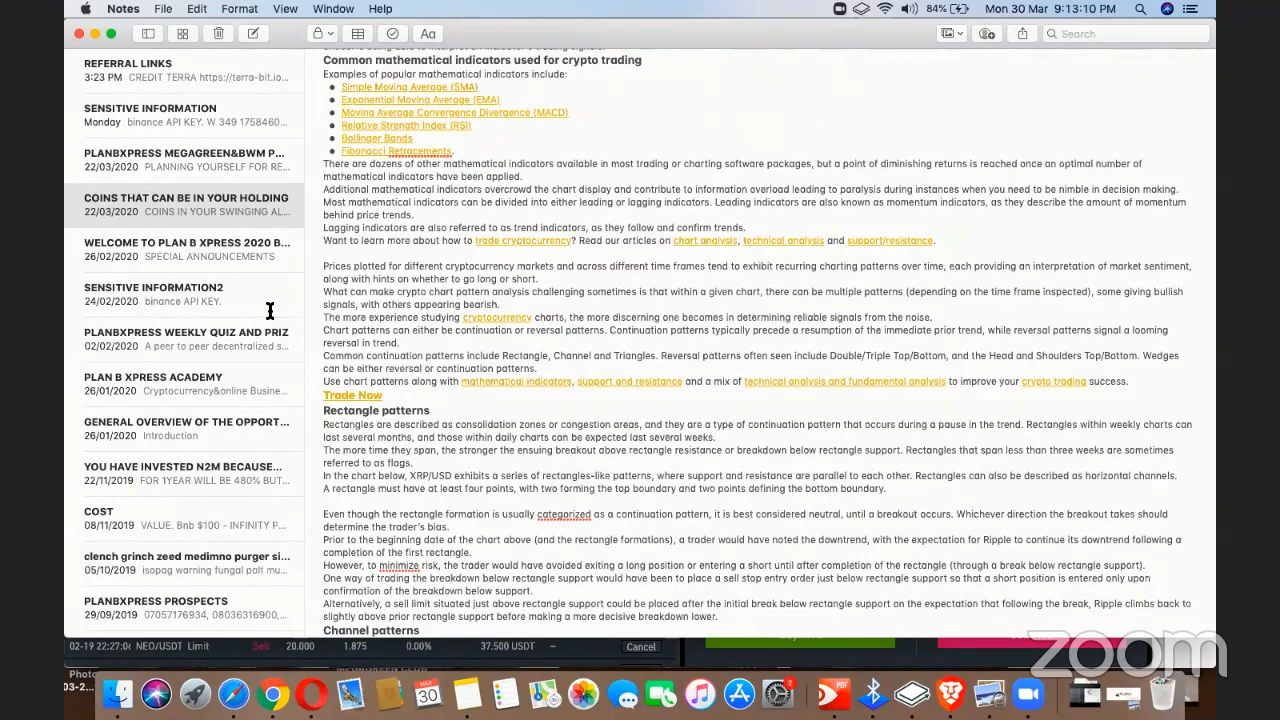 Notes File Edit Format View Window Help 84% Mon 30 Mar 9:13:10 PM
Aa Search
REFERRAL LINKS
3:23 PM CREDIT TERRA https://terra-bit.io...
SENSITIVE INFORMATION
Monday binance API KEY. W 349 1758460...
PLANBXPRESS MEGAGREEN&BWM P...
22/03/2020 PLANNING YOURSELF FOR RE...
COINS THAT CAN BE IN YOUR HOLDING
22/03/2020 COINS IN YOUR SWINGING AL...
WELCOME TO PLAN B XPRESS 2020 B...
26/02/2020 SPECIAL ANNOUNCEMENTS
SENSITIVE INFORMATION2
24/02/2020 binance API KEY.
PLANBXPRESS WEEKLY QUIZ AND PRIZ
02/02/2020 A peer to peer decentralized s...
PLAN B XPRESS ACADEMY
26/01/2020 Cryptocurrency&online Busine...
GENERAL OVERVIEW OF THE OPPORT...
26/01/2020 Introduction
YOU HAVE INVESTED N2M BECAUSE...
22/11/2019 FOR 1YEAR WILL BE 480% BUT...
COST
08/11/2019 VALUE. Bnb $100 - INFINITY P...
clench grinch zeed medimno purger si...
05/10/2019 isopag warning fungal palt mu...
PLANBXPRESS PROSPECTS
29/09/2019 07057176934, 08036316900,...
Common mathematical indicators used for crypto trading
Examples of popular mathematical indicators include:
● Simple Moving Average (SMA)
● Exponential Moving Average (EMA)
● Moving Average Convergence Divergence (MACD)
● Relative Strength Index (RSI)
● Bollinger Bands
● Fibonacci Retracements.
There are dozens of other mathematical indicators available in most trading or charting software packages, but a point of diminishing returns is reached once an optimal number of
mathematical indicators have been applied.
Additional mathematical indicators overcrowd the chart display and contribute to information overload leading to paralysis during instances when you need to be nimble in decision making.
Most mathematical indicators can be divided into either leading or lagging indicators. Leading indicators are also known as momentum indicators, as they describe the amount of momentum
behind price trends.
Lagging indicators are also referred to as trend indicators, as they follow and confirm trends.
Want to learn more about how to trade cryptocurrency? Read our articles on chart analysis, technical analysis and support/resistance.
Prices plotted for different cryptocurrency markets and across different time frames tend to exhibit recurring charting patterns over time, each providing an interpretation of market sentiment,
along with hints on whether to go long or short.
What can make crypto chart pattern analysis challenging sometimes is that within a given chart, there can be multiple patterns (depending on the time frame inspected), some giving bullish
signals, with others appearing bearish.
The more experience studying cryptocurrency charts, the more discerning one becomes in determining reliable signals from the noise.
Chart patterns can either be continuation or reversal patterns. Continuation patterns typically precede a resumption of the immediate prior trend, while reversal patterns signal a looming
reversal in trend.
Common continuation patterns include Rectangle, Channel and Triangles. Reversal patterns often seen include Double/Triple Top/Bottom, and the Head and Shoulders Top/Bottom. Wedges
can be either reversal or continuation patterns.
Use chart patterns along with mathematical indicators, support and resistance and a mix of technical analysis and fundamental analysis to improve your crypto trading success.
Trade Now
Rectangle patterns
Rectangles are described as consolidation zones or congestion areas, and they are a type of continuation pattern that occurs during a pause in the trend. Rectangles within weekly charts can
last several months, and those within daily charts can be expected last several weeks.
The more time they span, the stronger the ensuing breakout above rectangle resistance or breakdown below rectangle support. Rectangles that span less than three weeks are sometimes
referred to as flags.
In the chart below, XRP/USD exhibits a series of rectangles-like patterns, where support and resistance are parallel to each other. Rectangles can also be described as horizontal channels.
A rectangle must have at least four points, with two forming the top boundary and two points defining the bottom boundary.
Even though the rectangle formation is usually categorized as a continuation pattern, it is best considered neutral, until a breakout occurs. Whichever direction the breakout takes should
determine the trader's bias.
Prior to the beginning date of the chart above (and the rectangle formations), a trader would have noted the downtrend, with the expectation for Ripple to continue its downtrend following a
completion of the first rectangle.
However, to minimize risk, the trader would have avoided exiting a long position or entering a short until after completion of the rectangle (through a break below rectangle support).
One way of trading the breakdown below rectangle support would have been to place a sell stop entry order just below rectangle support so that a short position is entered only upon
confirmation of the breakdown below support.
Alternatively, a sell limit situated just above rectangle support could be placed after the initial break below rectangle support on the expectation that following the break, Ripple climbs back to
slightly above prior rectangle support before making a more decisive breakdown lower.
Channel patterns
02-19 22:27:0 NEO/USDT Limit Sell 20.000 1.875 0.00% 37,500 USDT – Cancel
Photo
03-2...
MAR
30
2
PDF
zoom